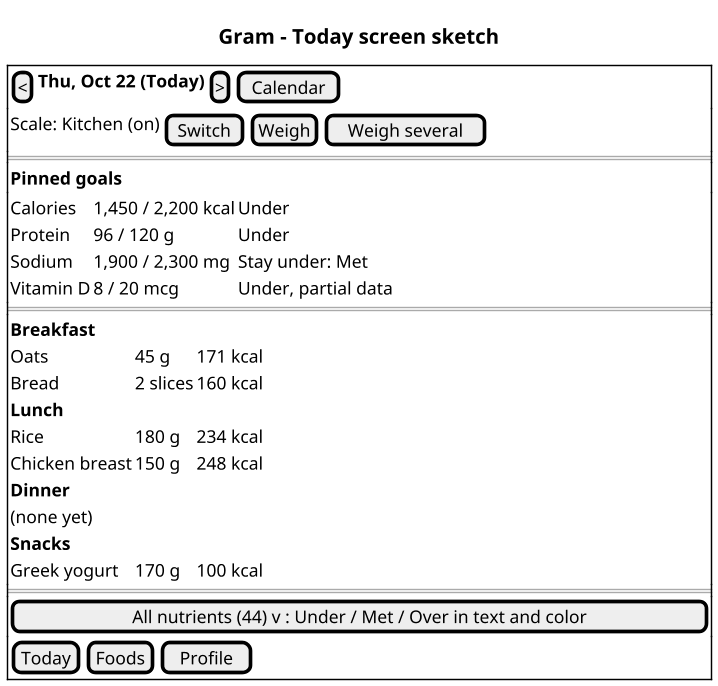 Gram - Today screen sketch
< Thu, Oct 22 (Today) > Calendar
Scale: Kitchen (on) Switch Weigh Weigh several
Pinned goals
Calories 1,450 / 2,200 kcal Under
Protein 96 / 120 g Under
Sodium 1,900 / 2,300 mg Stay under: Met
Vitamin D 8 / 20 mcg Under, partial data
Breakfast
Oats 45 g 171 kcal
Bread 2 slices 160 kcal
Lunch
Rice 180 g 234 kcal
Chicken breast 150 g 248 kcal
Dinner
(none yet)
Snacks
Greek yogurt 170 g 100 kcal
All nutrients (44) v : Under / Met / Over in text and color
Today Foods Profile